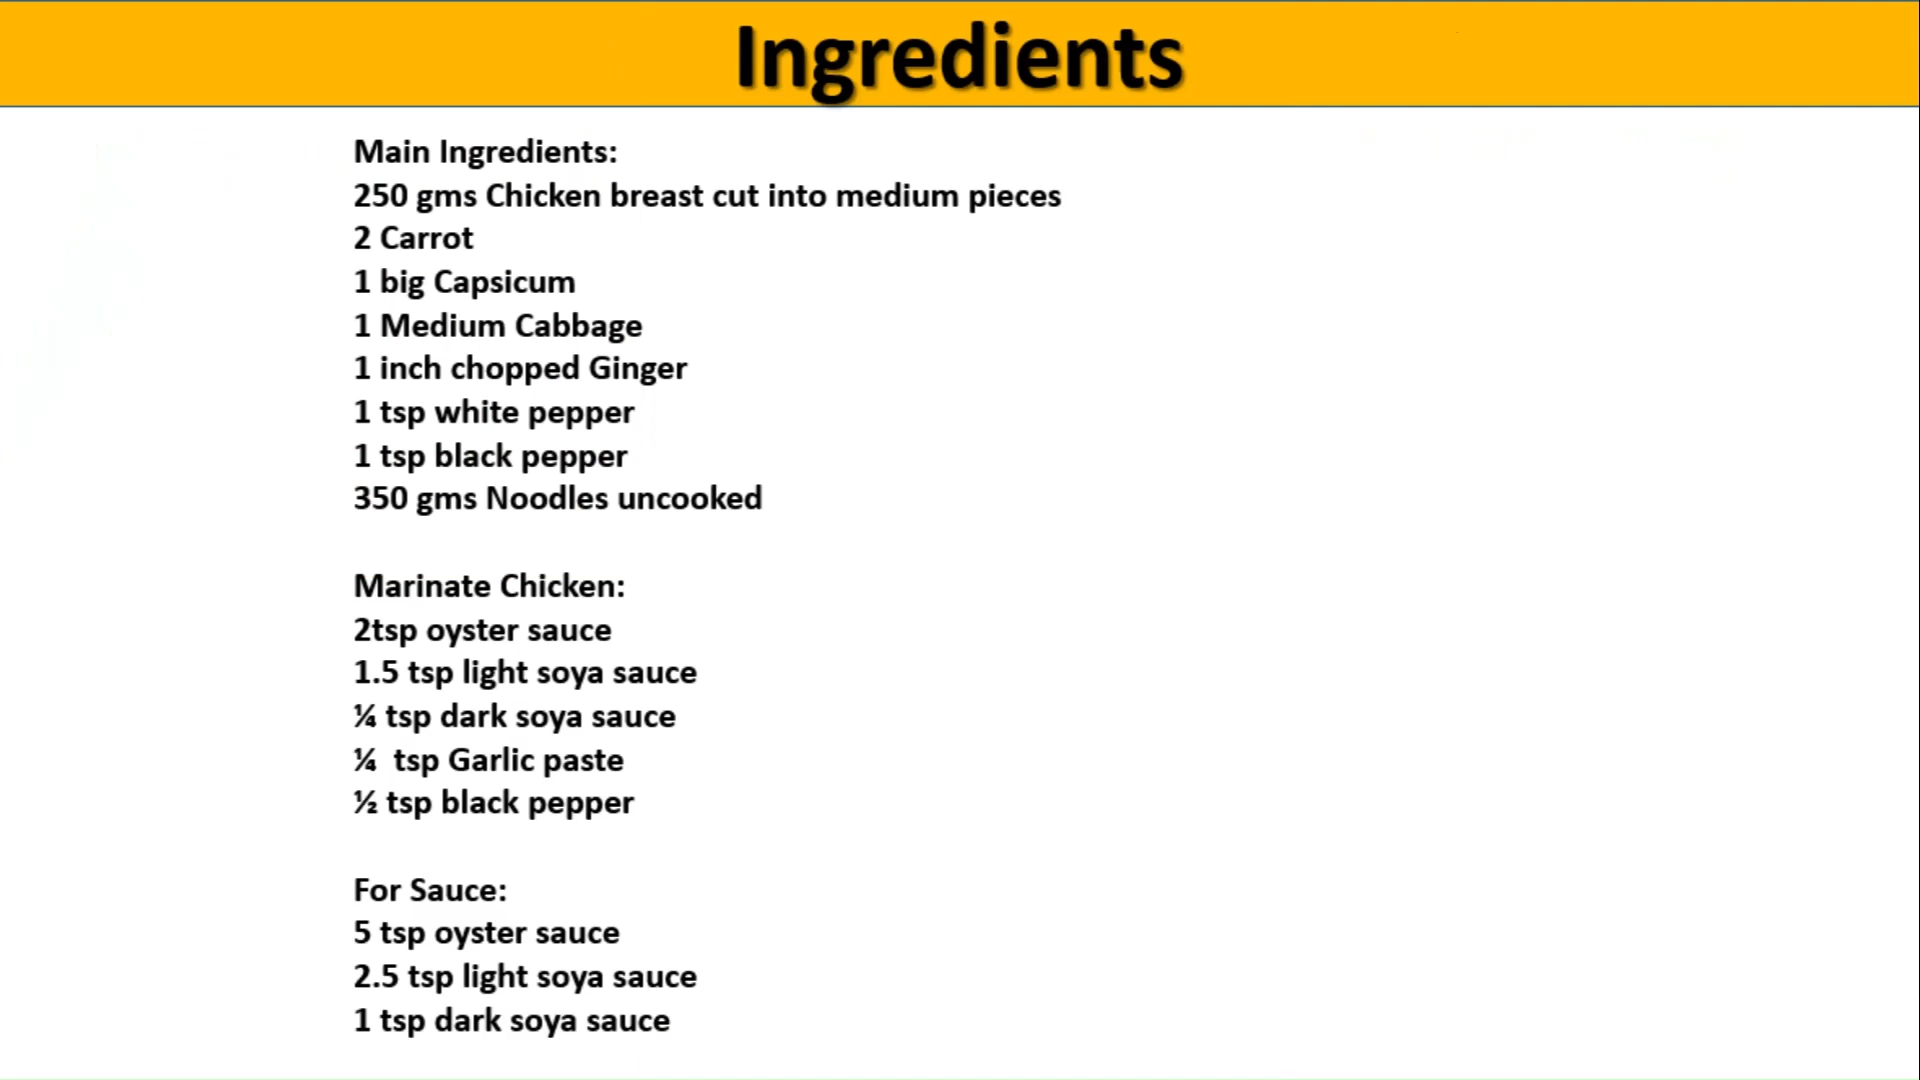 Ingredients
Main Ingredients:
250 gms Chicken breast cut into medium pieces
2 Carrot
1 big Capsicum
1 Medium Cabbage
1 inch chopped Ginger
1 tsp white pepper
1 tsp black pepper
350 gms Noodles uncooked
Marinate Chicken:
2tsp oyster sauce
1.5 tsp light soya sauce
¼ tsp dark soya sauce
¼  tsp Garlic paste
½ tsp black pepper
For Sauce:
5 tsp oyster sauce
2.5 tsp light soya sauce
1 tsp dark soya sauce